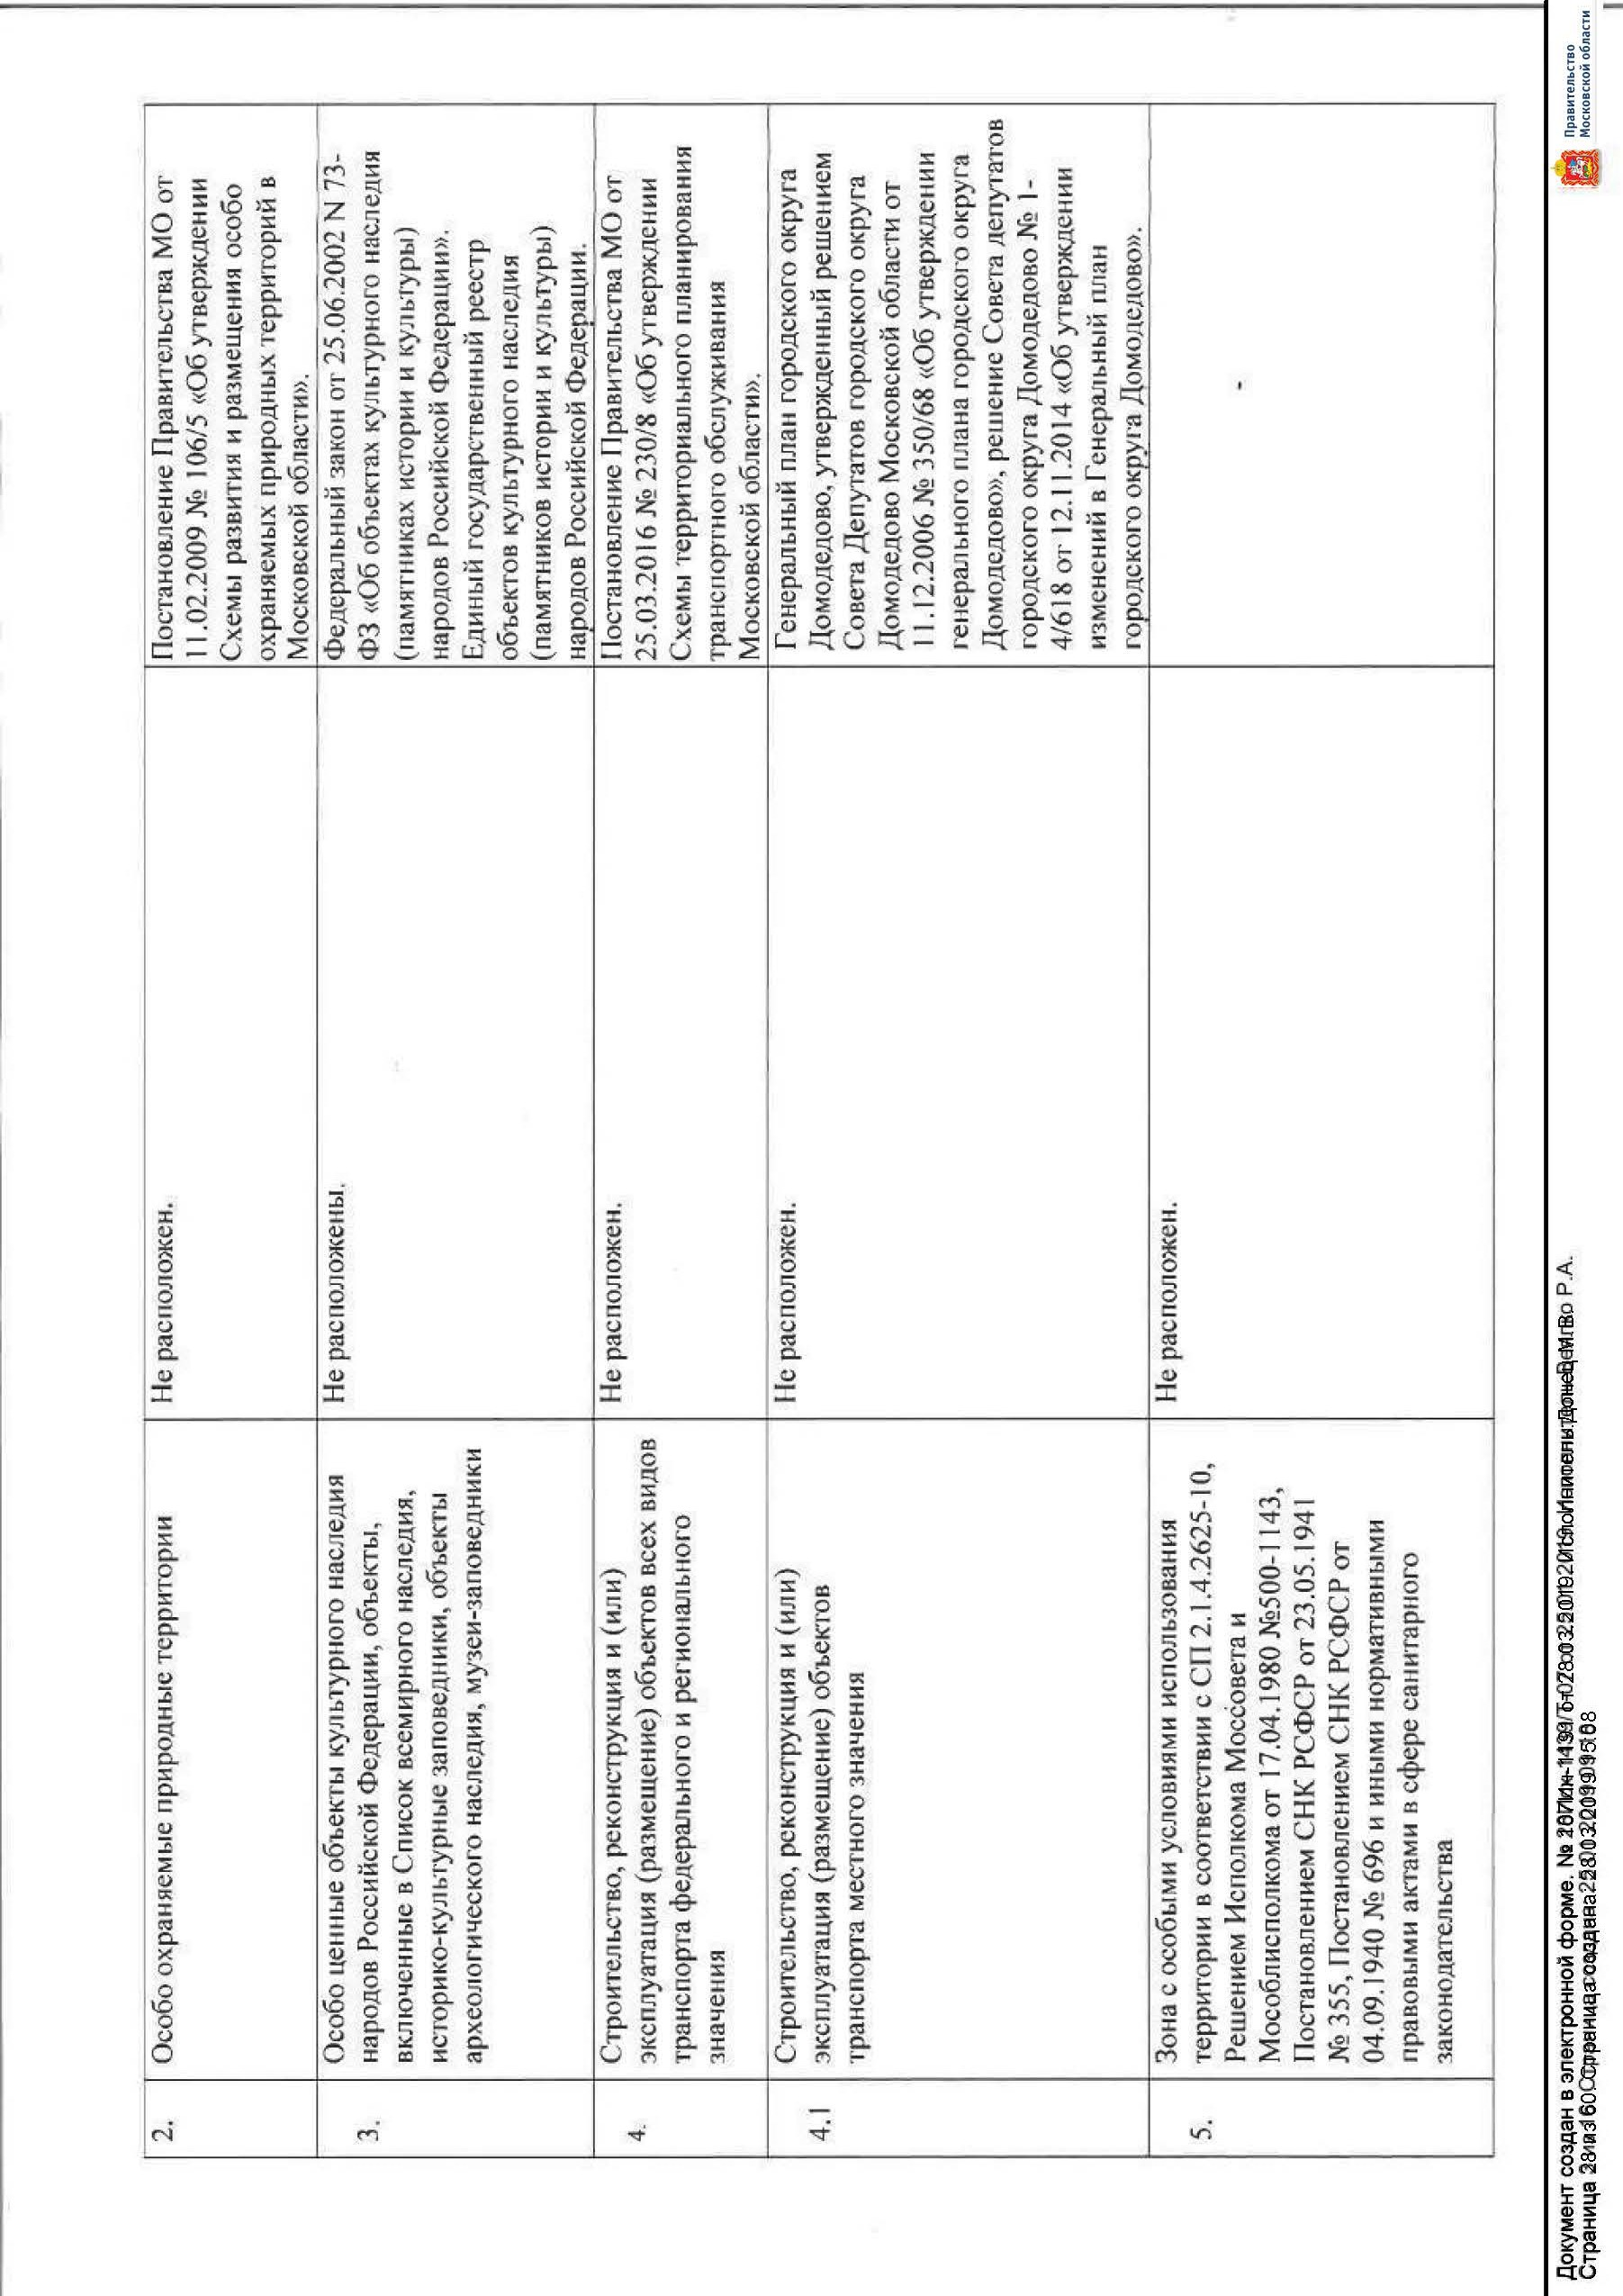 2.
Особо охраняемые природные территории
Не расположен.
Постановление Правительства МО от
11.02.2009 № 106/5 «Об утверждении
Схемы развития и размещения особо
охраняемых природных территорий в
Московской области».
3.
Особо ценные объекты культурного наследия
народов Российской Федерации, объекты,
включенные в Список всемирного наследия,
историко-культурные заповедники, объекты
археологического наследия, музеи-заповедники
Не расположены.
Федеральный закон от 25.06.2002 N 73-
ФЗ «Об объектах культурного наследия
(памятниках истории и культуры)
народов Российской Федерации».
Единый государственный реестр
объектов культурного наследия
(памятников истории и культуры)
народов Российской Федерации.
4.
Строительство, реконструкция и (или)
эксплуатация (размещение) объектов всех видов
транспорта федерального и регионального
значения
Не расположен.
Постановление Правительства МО от
25.03.2016 № 230/8 «Об утверждении
Схемы территориального планирования
транспортного обслуживания
Московской области».
4.1
Строительство, реконструкция и (или)
эксплуатация (размещение) объектов
транспорта местного значения
Не расположен.
Генеральный план городского округа
Домодедово, утвержденный решением
Совета Депутатов городского округа
Домодедово Московской области от
11.12.2006 № 350/68 «Об утверждении
генерального плана городского округа
Домодедово», решение Совета депутатов
городского округа Домодедово № 1-
4/618 от 12.11.2014 «Об утверждении
изменений в Генеральный план
городского округа Домодедово».
5.
Зона с особыми условиями использования
территории в соответствии с СП 2.1.4.2625-10,
Решением Исполкома Моссовета и
Мособлисполкома от 17.04.1980 №500-1143,
Постановлением СНК РСФСР от 23.05.1941
№ 355, Постановлением СНК РСФСР от
04.09.1940 № 696 и иными нормативными
правовыми актами в сфере санитарного
законодательства
Не расположен.
-
Документ создан в электронной форме. №
Страница
Правительство
Московской области